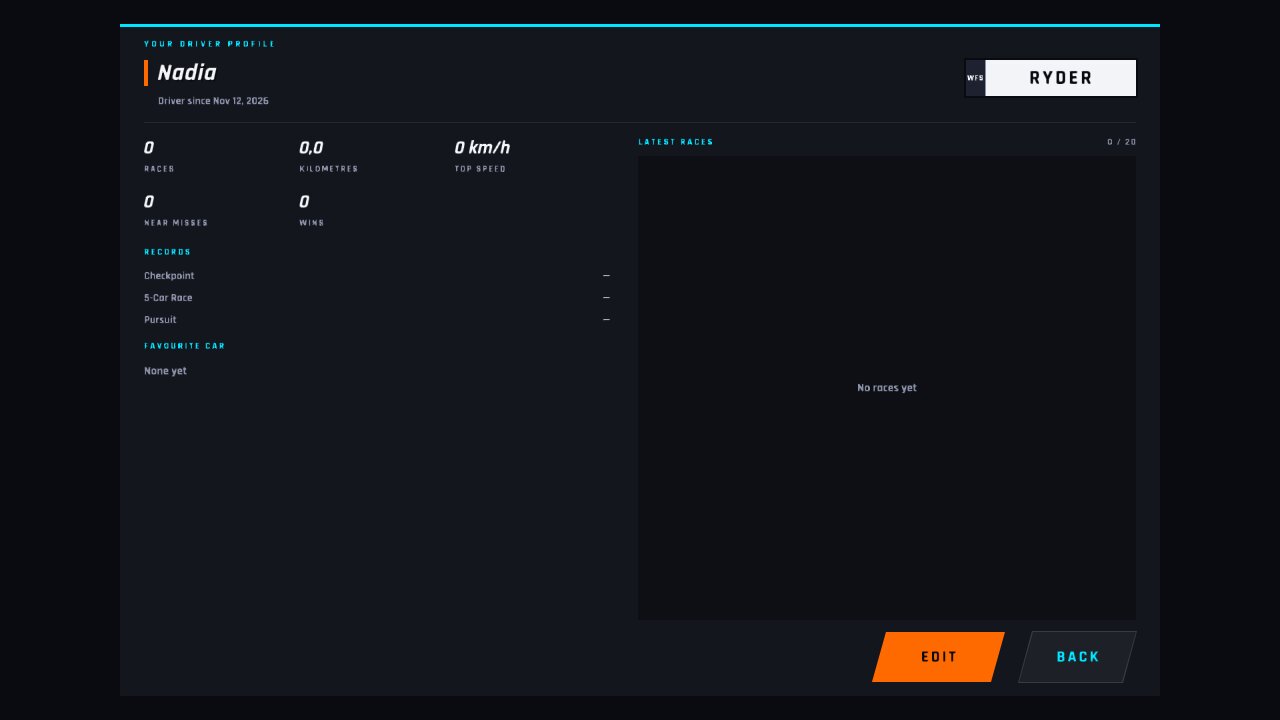 YOUR DRIVER PROFILE
Nadia
Driver since Nov 12, 2026
WFS
RYDER
0
RACES
0,0
KILOMETRES
0 km/h
TOP SPEED
0
NEAR MISSES
0
WINS
RECORDS
Checkpoint —
5-Car Race —
Pursuit —
FAVOURITE CAR
None yet
LATEST RACES
0 / 20
No races yet
EDIT
BACK